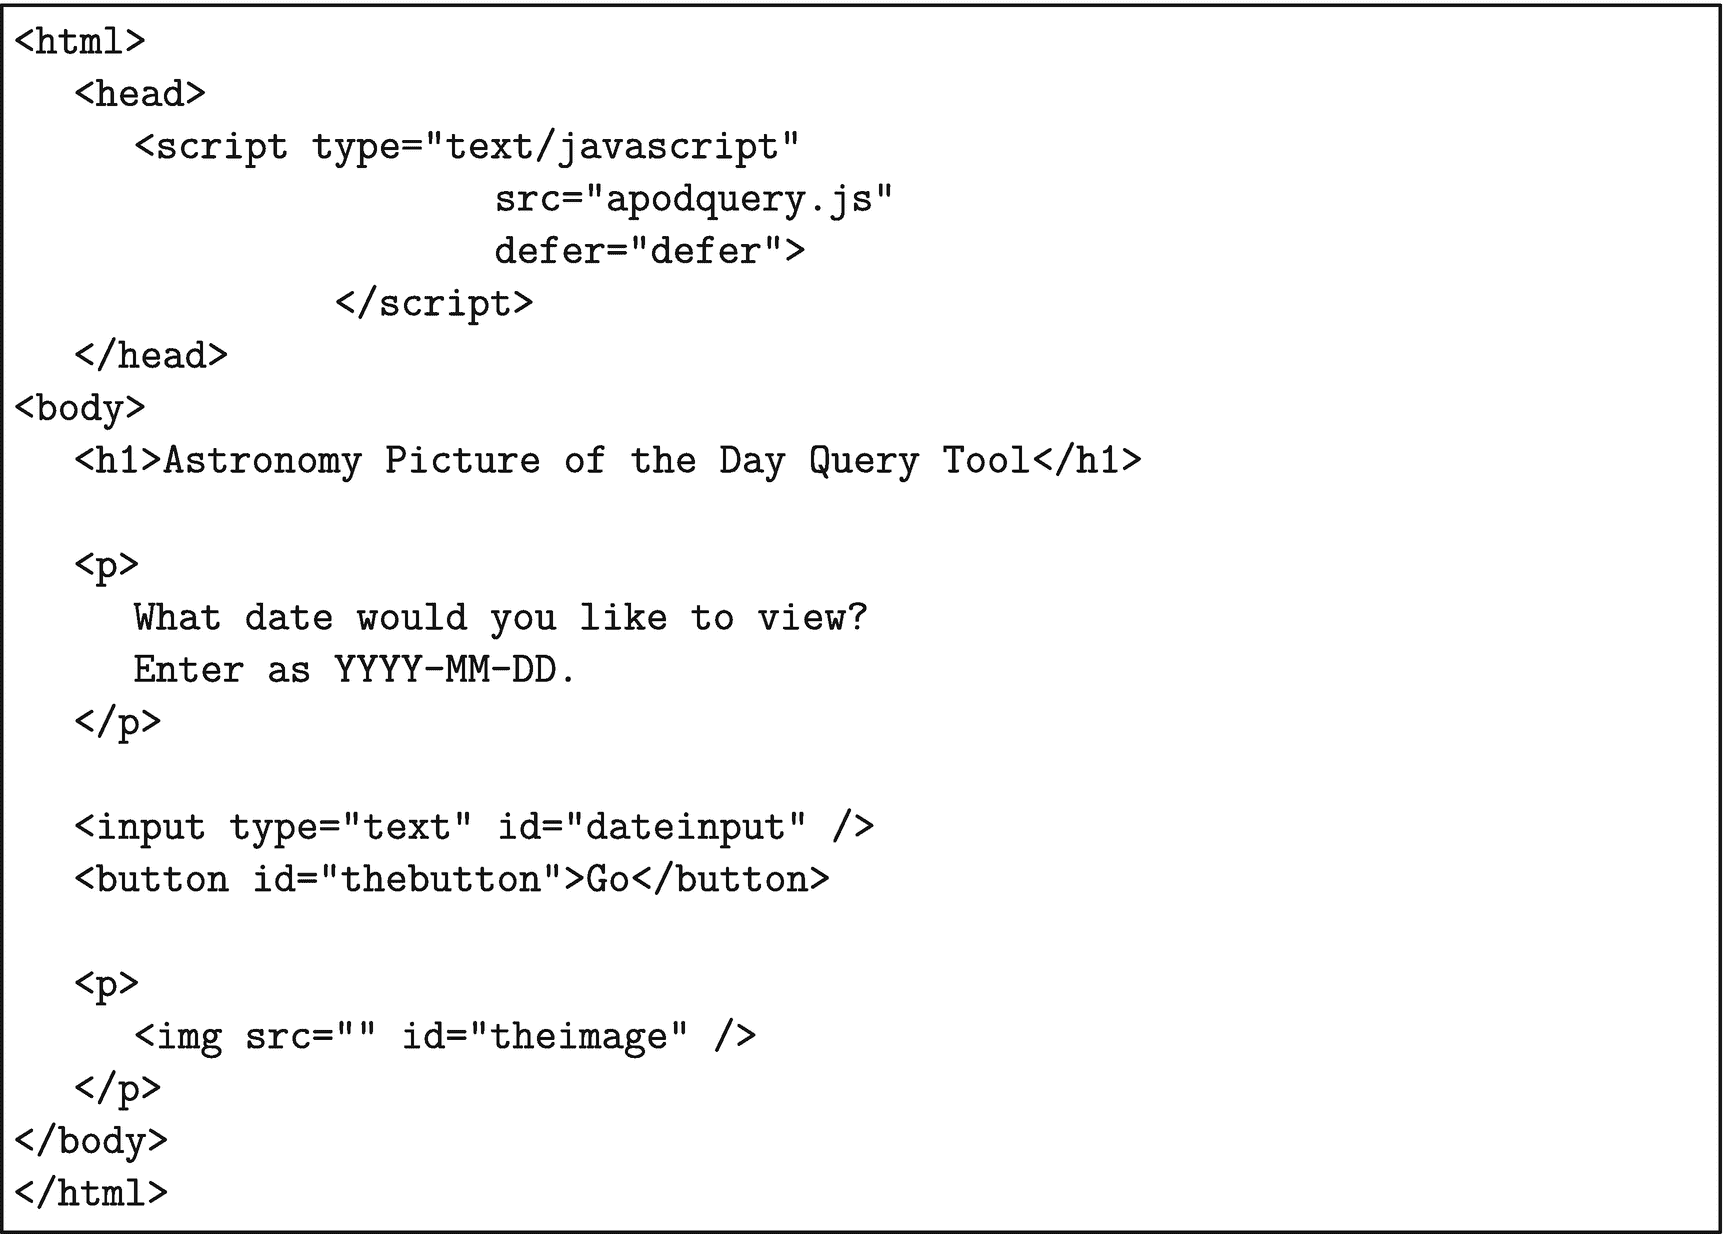 <html>
<head>
<script type="text/javascript"
src="apodquery.js"
defer="defer">
</script>
</head>
<body>
<h1>Astronomy Picture of the Day Query Tool</h1>
<p>
What date would you like to view?
Enter as YYYY-MM-DD.
</p>
<input type="text" id="dateinput" />
<button id="thebutton">Go</button>
<p>
<img src="" id="theimage" />
</p>
</body>
</html>